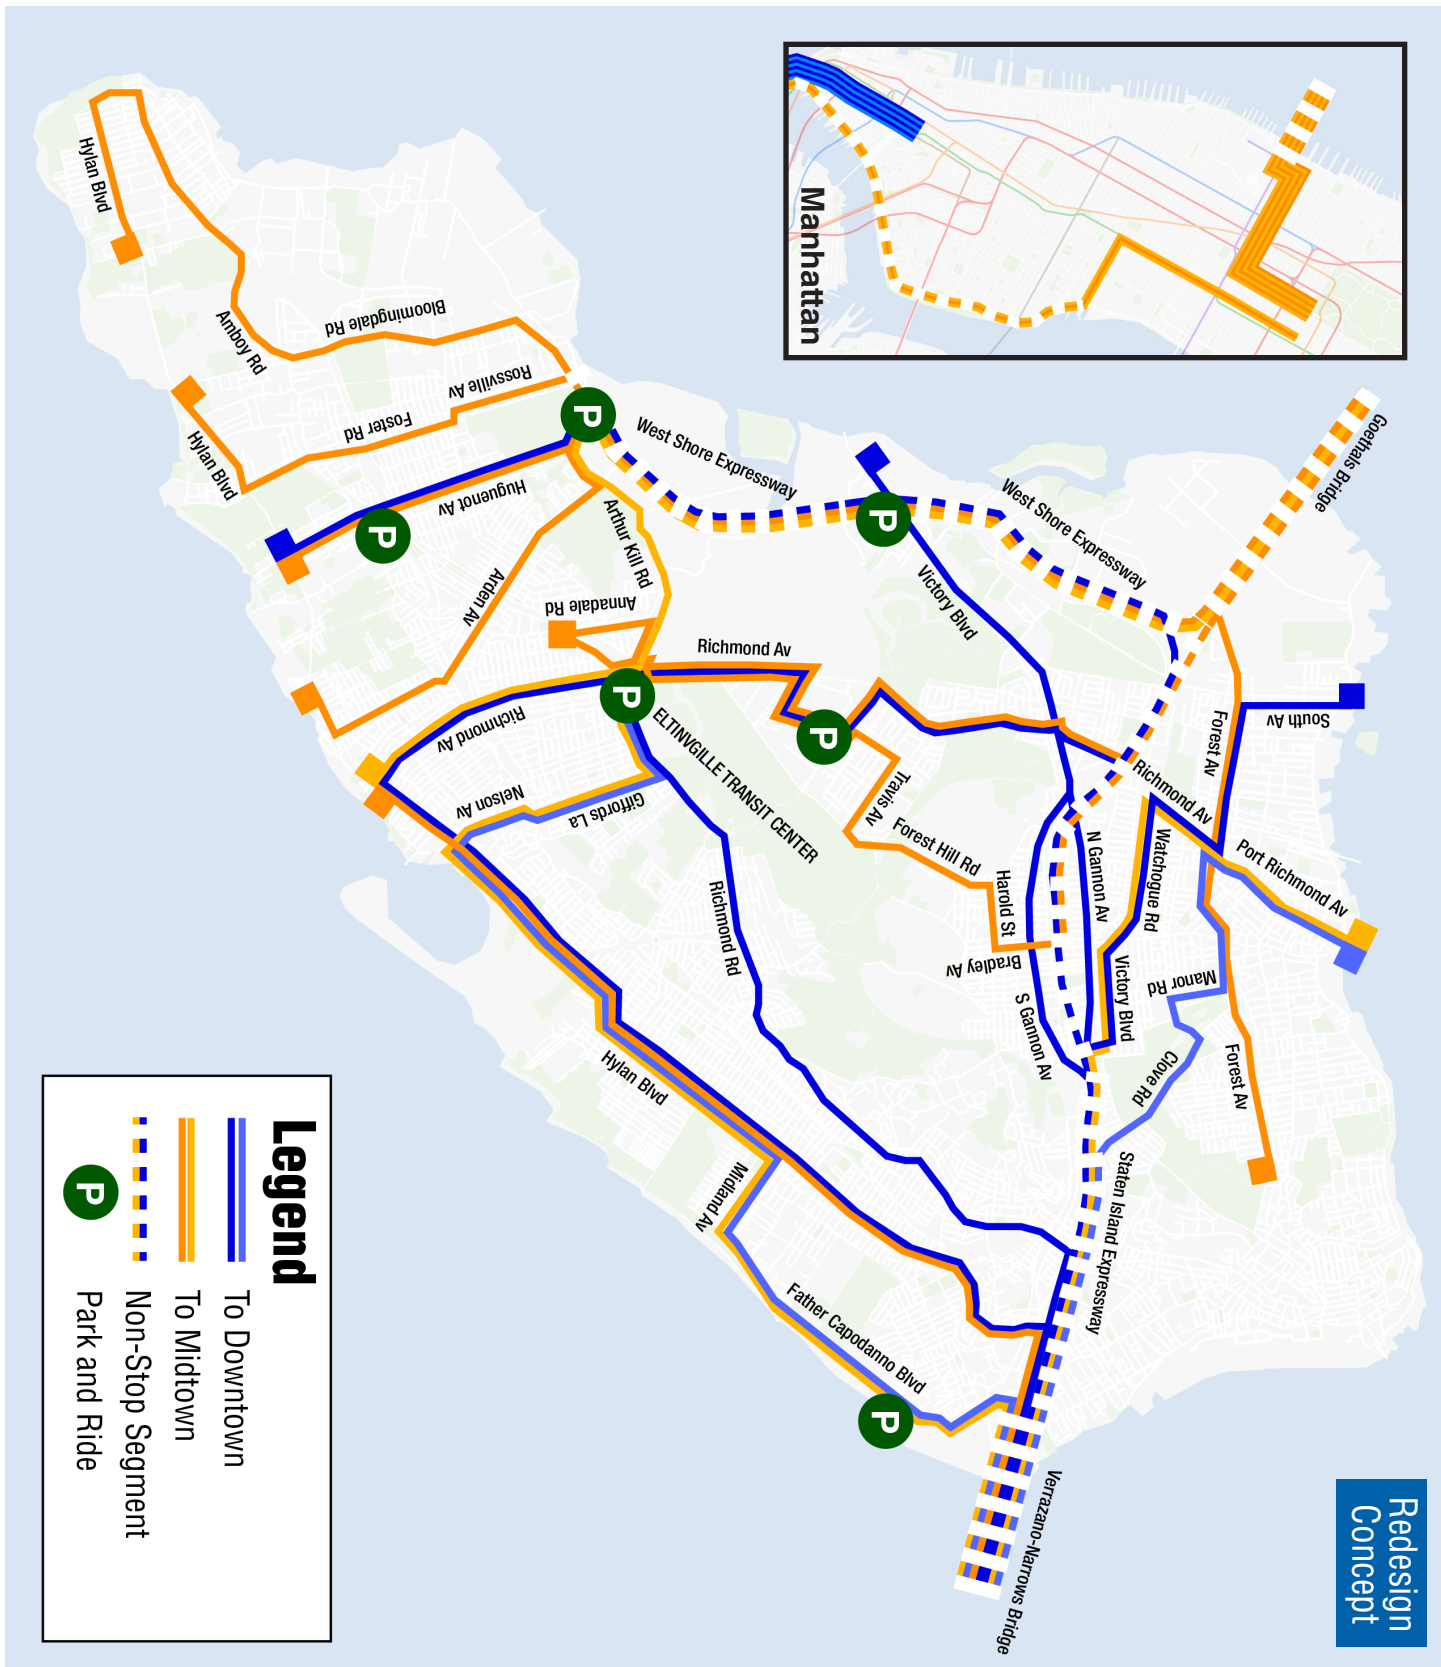 Redesign
Concept
Manhattan
Goethals Bridge
West Shore Expressway
West Shore Expressway
Victory Blvd
South Av
Forest Av
Richmond Av
Port Richmond Av
Watchogue Rd
N Gannon Av
Victory Blvd
Manor Rd
Clove Rd
Forest Av
Harold St
Bradley Av
S Gannon Av
Staten Island Expressway
Verrazano-Narrows Bridge
Hylan Blvd
Amboy Rd
Bloomingdale Rd
Rossville Av
Foster Rd
Hylan Blvd
Huguenot Av
Arthur Kill Rd
Arden Av
Annadale Rd
Richmond Av
Travis Av
Forest Hill Rd
ELTINVGILLE TRANSIT CENTER
Richmond Av
Nelson Av
Giffords La
Richmond Rd
Hylan Blvd
Midland Av
Father Capodanno Blvd
P
P
P
P
P
P
Legend
To Downtown
To Midtown
Non-Stop Segment
P Park and Ride